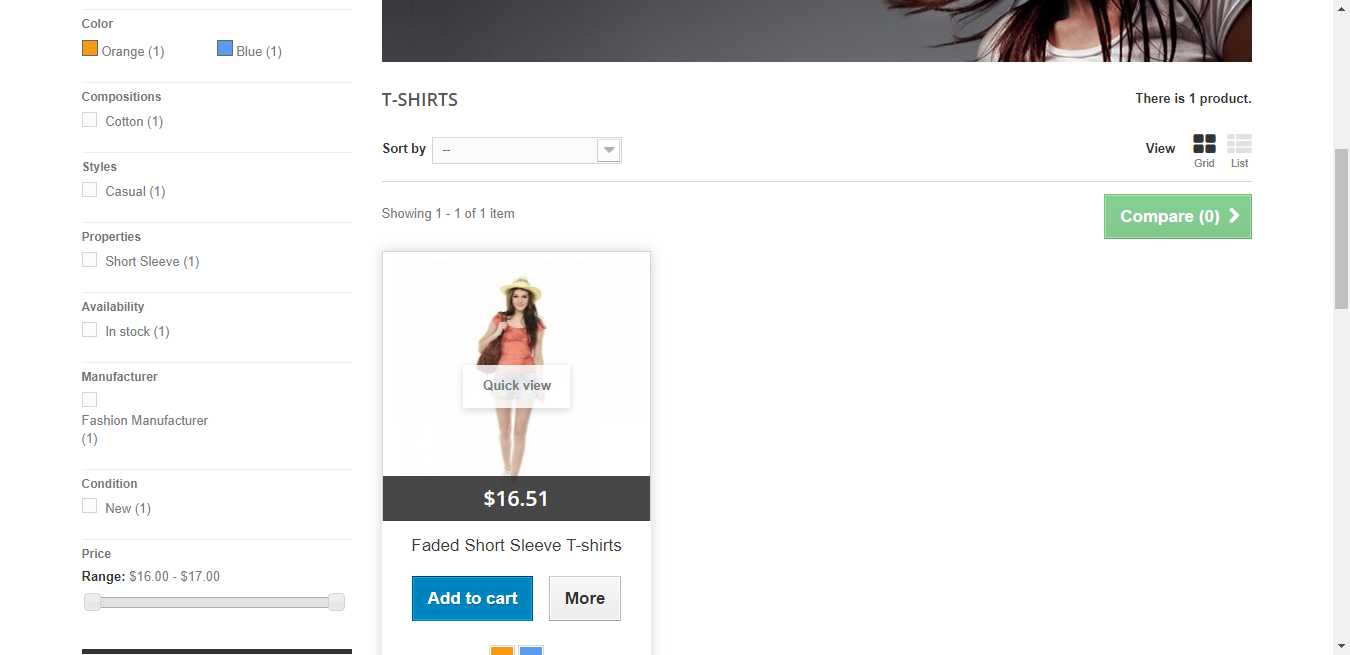 Color
Orange (1)
Blue (1)
Compositions
Cotton (1)
Styles
Casual (1)
Properties
Short Sleeve (1)
Availability
In stock (1)
Manufacturer
Fashion Manufacturer
(1)
Condition
New (1)
Price
Range: $16.00 - $17.00
T-SHIRTS
There is 1 product.
Sort by --
View
Grid
List
Showing 1 - 1 of 1 item
Compare (0)
Quick view
$16.51
Faded Short Sleeve T-shirts
Add to cart
More